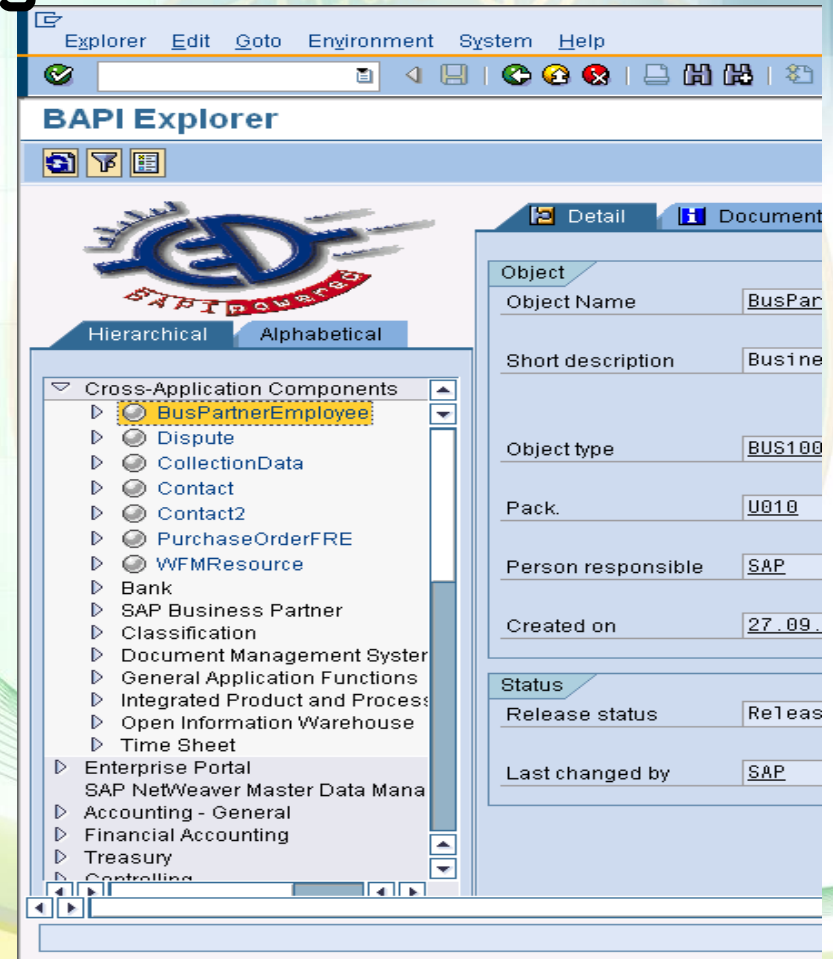 Explorer Edit Goto Environment System Help
BAPI Explorer
Detail
Document
BAPI Powered
Hierarchical Alphabetical
Cross-Application Components
BusPartnerEmployee
Dispute
CollectionData
Contact
Contact2
PurchaseOrderFRE
WFMResource
Bank
SAP Business Partner
Classification
Document Management Syster
General Application Functions
Integrated Product and Process
Open Information Warehouse
Time Sheet
Enterprise Portal
SAP NetWeaver Master Data Mana
Accounting - General
Financial Accounting
Treasury
Controlling
Object
Object Name BusPar
Short description Busine
Object type BUS100
Pack. U010
Person responsible SAP
Created on 27.09.
Status
Release status Releas
Last changed by SAP